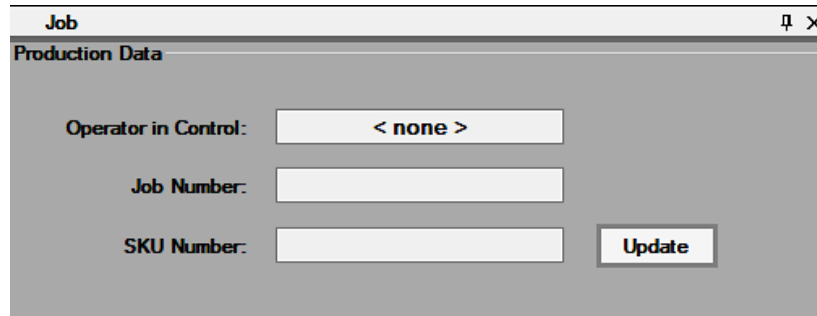 Job
Production Data
Operator in Control: < none >
Job Number:
SKU Number: Update